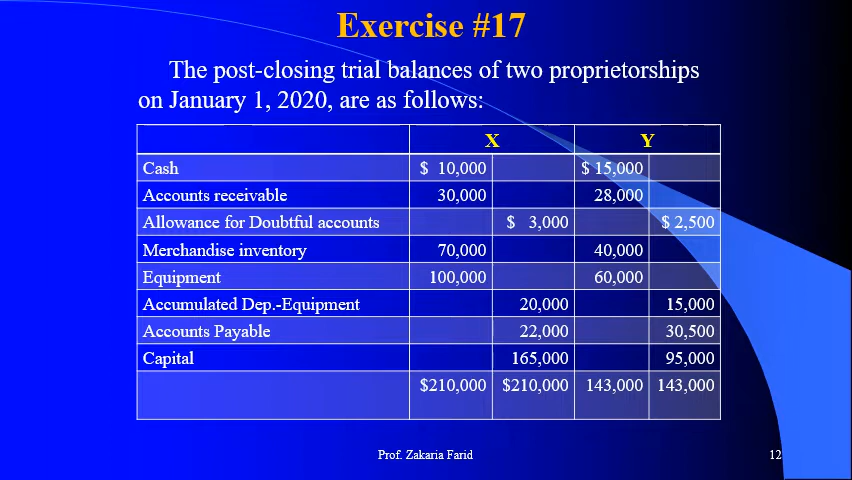 Exercise #17
The post-closing trial balances of two proprietorships
on January 1, 2020, are as follows:
X Y
Cash $ 10,000 $ 15,000
Accounts receivable 30,000 28,000
Allowance for Doubtful accounts $ 3,000 $ 2,500
Merchandise inventory 70,000 40,000
Equipment 100,000 60,000
Accumulated Dep.-Equipment 20,000 15,000
Accounts Payable 22,000 30,500
Capital 165,000 95,000
$210,000 $210,000 143,000 143,000
Prof. Zakaria Farid 12